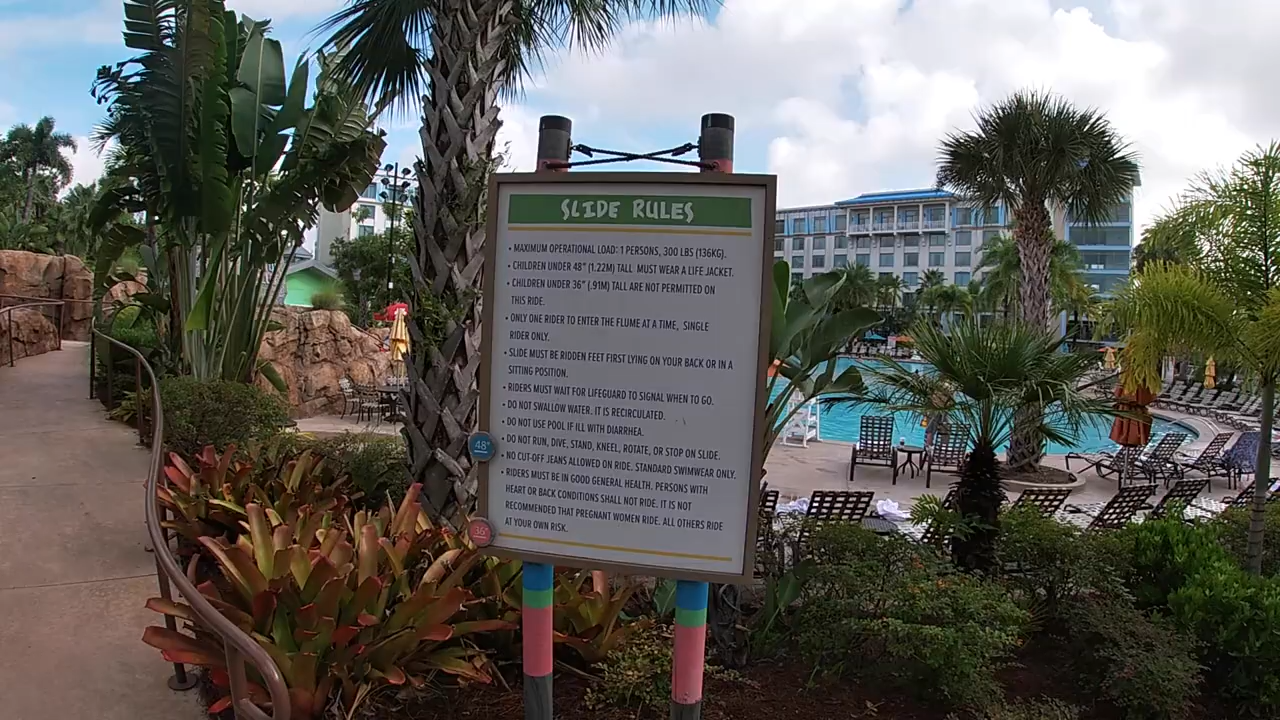 SLIDE RULES
• MAXIMUM OPERATIONAL LOAD: 1 PERSONS, 300 LBS (136KG).
• CHILDREN UNDER 48" (1.22M) TALL MUST WEAR A LIFE JACKET.
• CHILDREN UNDER 36" (.91M) TALL ARE NOT PERMITTED ON
THIS RIDE.
• ONLY ONE RIDER TO ENTER THE FLUME AT A TIME, SINGLE
RIDER ONLY.
• SLIDE MUST BE RIDDEN FEET FIRST LYING ON YOUR BACK OR IN A
SITTING POSITION.
• RIDERS MUST WAIT FOR LIFEGUARD TO SIGNAL WHEN TO GO.
• DO NOT SWALLOW WATER. IT IS RECIRCULATED.
• DO NOT USE POOL IF ILL WITH DIARRHEA.
• DO NOT RUN, DIVE, STAND, KNEEL, ROTATE, OR STOP ON SLIDE.
• NO CUT-OFF JEANS ALLOWED ON RIDE. STANDARD SWIMWEAR ONLY.
• RIDERS MUST BE IN GOOD GENERAL HEALTH. PERSONS WITH
HEART OR BACK CONDITIONS SHALL NOT RIDE. IT IS NOT
RECOMMENDED THAT PREGNANT WOMEN RIDE. ALL OTHERS RIDE
AT YOUR OWN RISK.
48"
36"